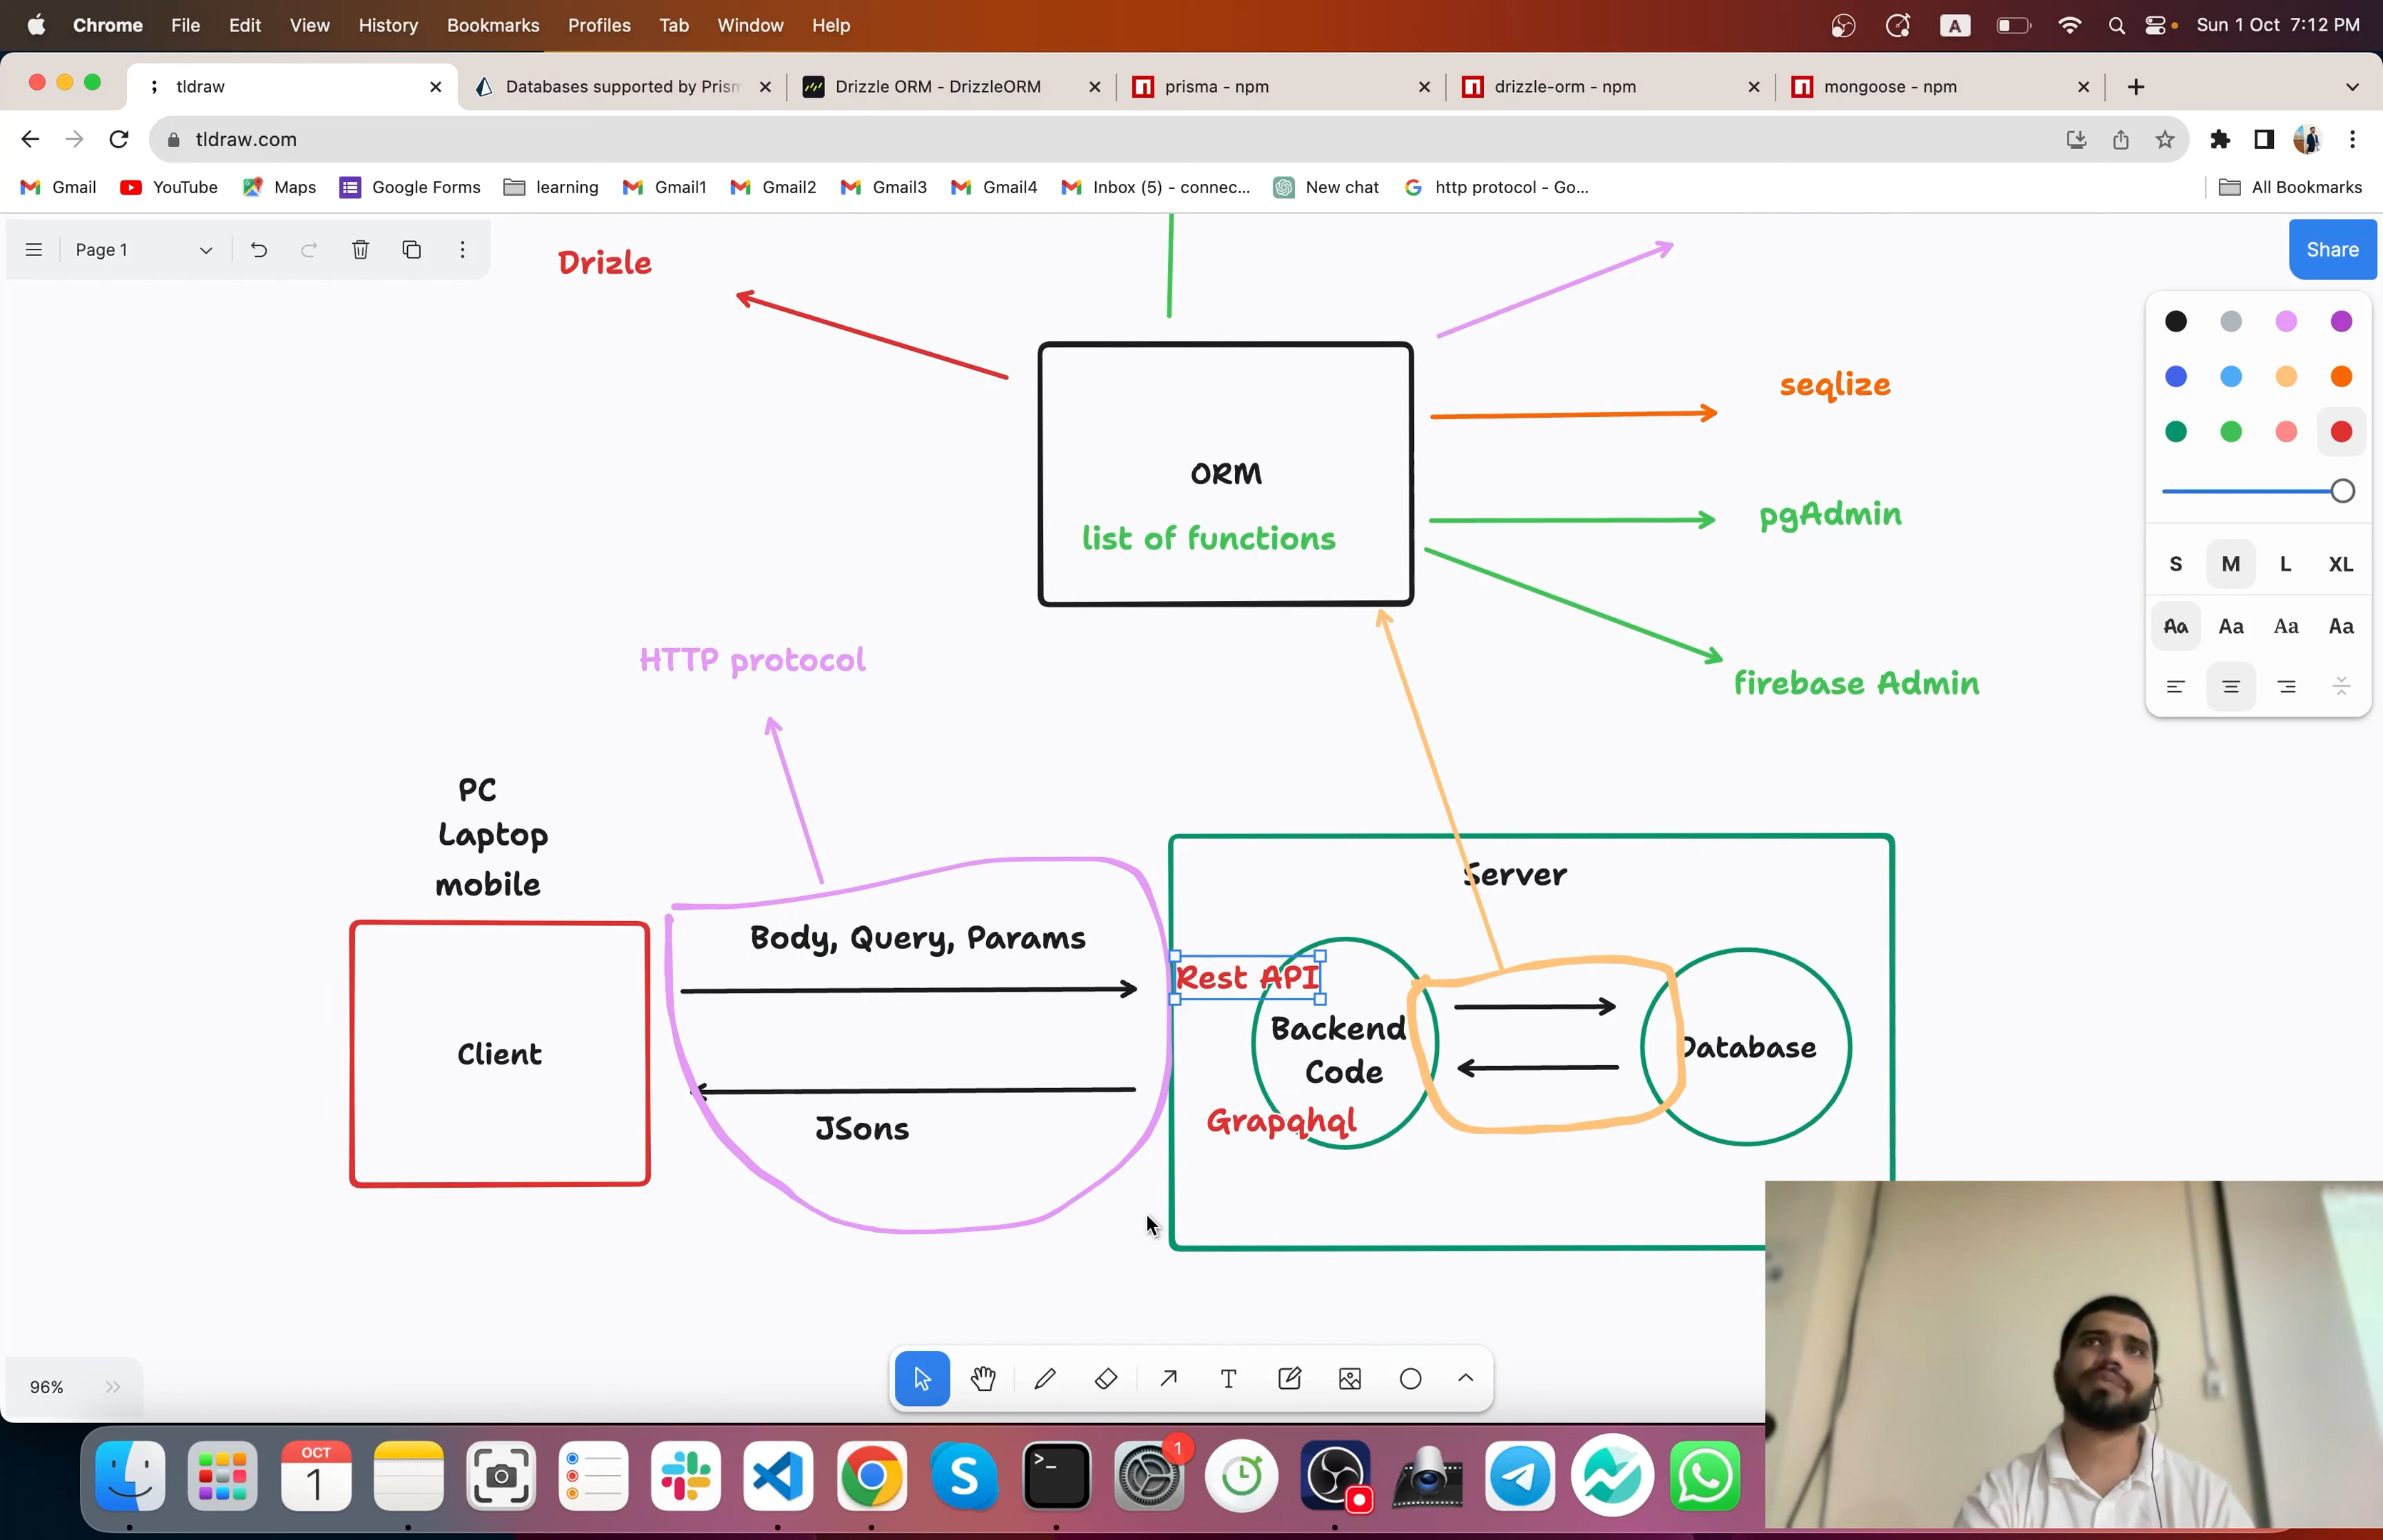 Chrome File Edit View History Bookmarks Profiles Tab Window Help A Sun 1 Oct 7:12 PM
tldraw Databases supported by Prism Drizzle ORM - DrizzleORM prisma - npm drizzle-orm - npm mongoose - npm
tldraw.com
Gmail YouTube Maps Google Forms learning Gmail1 Gmail2 Gmail3 Gmail4 Inbox (5) - connec... New chat http protocol - Go... All Bookmarks
Page 1
Share
Drizle
seqlize
ORM
pgAdmin
list of functions
S M L XL
Aa Aa Aa Aa
HTTP protocol
firebase Admin
PC
Laptop
mobile
Server
Body, Query, Params
Rest API
Client
Backend
Code
Database
Grapqhql
JSons
96%
T
OCT
1
S
>_
1